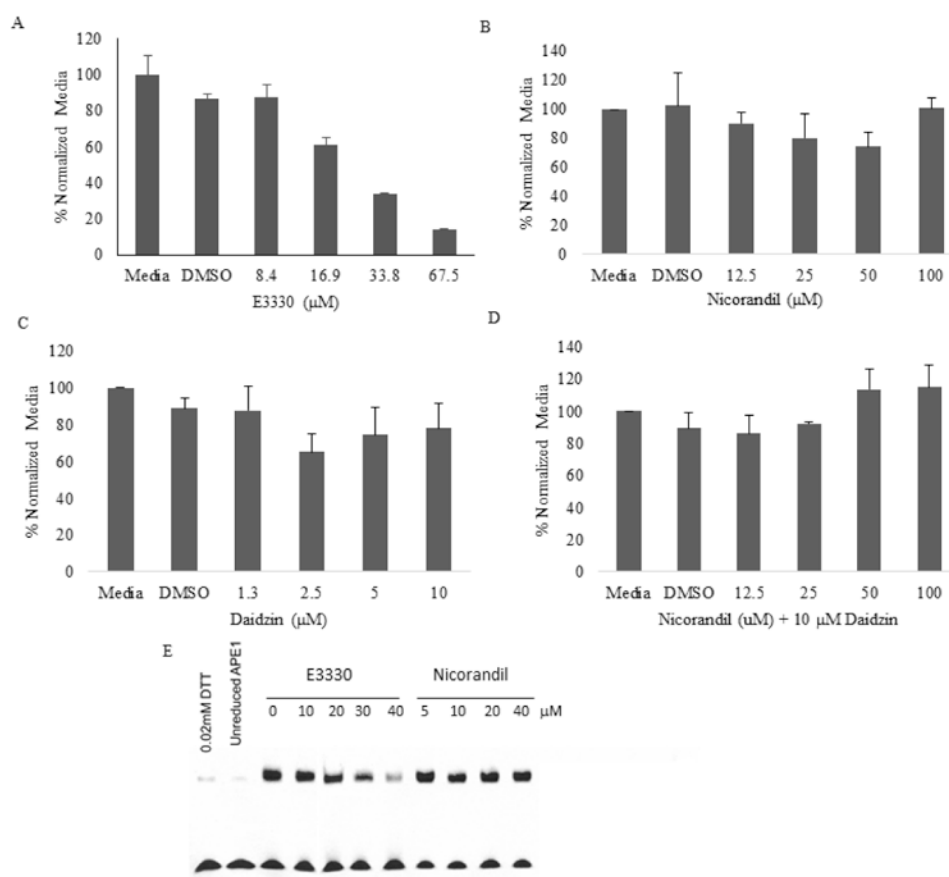 A
120
100
80
60
40
20
0
% Normalized Media
Media DMSO 8.4 16.9 33.8 67.5
E3330 (μM)
B
140
120
100
80
60
40
20
0
% Normalized Media
Media DMSO 12.5 25 50 100
Nicorandil (μM)
C
120
100
80
60
40
20
0
% Normalized Media
Media DMSO 1.3 2.5 5 10
Daidzin (μM)
D
140
120
100
80
60
40
20
0
% Normalized Media
Media DMSO 12.5 25 50 100
Nicorandil (uM) + 10 μM Daidzin
E
0.02mM DTT
Unreduced APE1
E3330 Nicorandil
0 10 20 30 40 5 10 20 40 μM